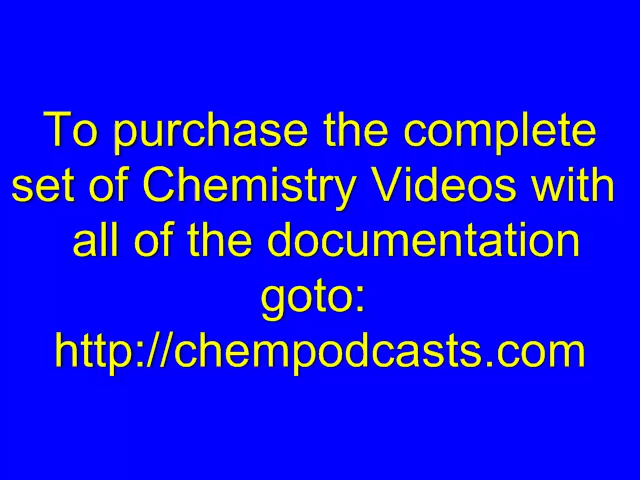 To purchase the complete
set of Chemistry Videos with
all of the documentation
goto:
http://chempodcasts.com